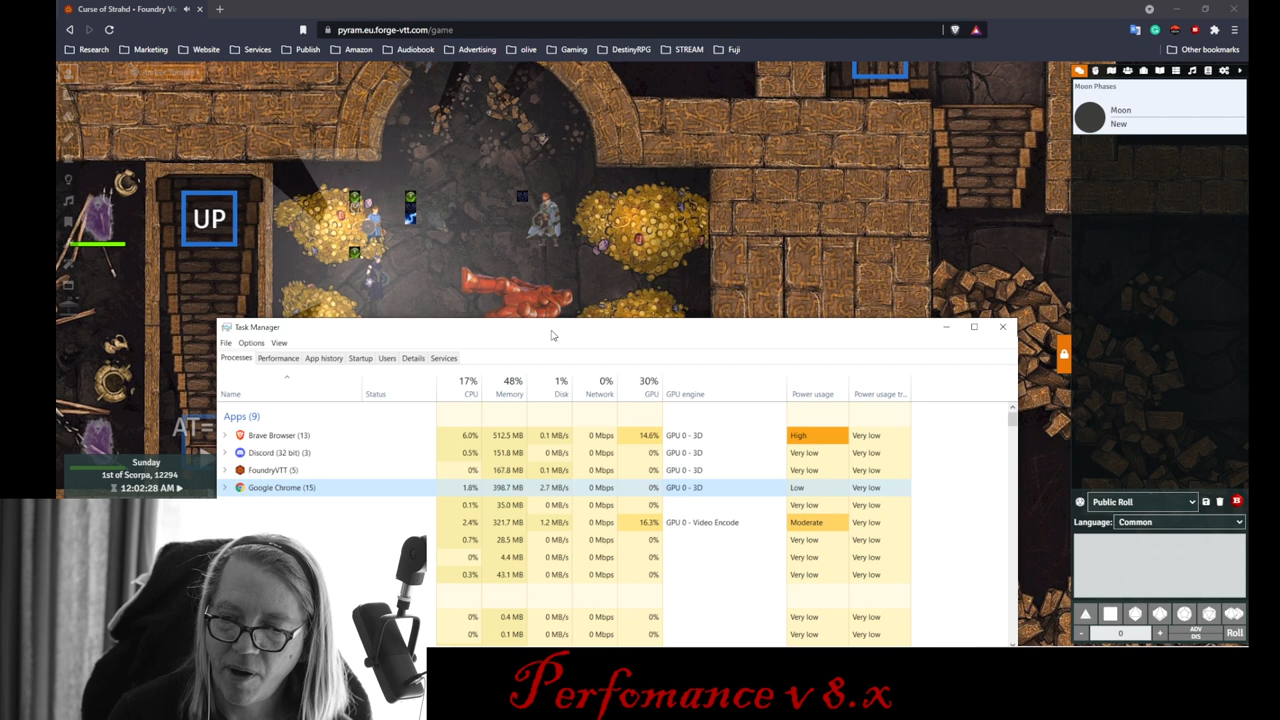 Curse of Strahd • Foundry Vi
pyram.eu.forge-vtt.com/game
Research Marketing Website Services Publish Amazon Audiobook Advertising olive Gaming DestinyRPG STREAM Fuji Other bookmarks
Moon Phases
Moon
New
UP
AT=
Sunday
1st of Scorpa, 12294
12:02:28 AM
Task Manager
File Options View
Processes Performance App history Startup Users Details Services
17% 48% 1% 0% 30%
Name Status CPU Memory Disk Network GPU GPU engine Power usage Power usage tr...
Apps (9)
Brave Browser (13) 6.0% 512.5 MB 0.1 MB/s 0 Mbps 14.6% GPU 0 - 3D High Very low
Discord (32 bit) (3) 0.5% 151.8 MB 0 MB/s 0 Mbps 0% GPU 0 - 3D Very low Very low
FoundryVTT (5) 0% 167.8 MB 0.1 MB/s 0 Mbps 0% GPU 0 - 3D Very low Very low
Google Chrome (15) 1.8% 398.7 MB 2.7 MB/s 0 Mbps 0% GPU 0 - 3D Low Very low
0.1% 35.0 MB 0 MB/s 0 Mbps 0% Very low Very low
2.4% 321.7 MB 1.2 MB/s 0 Mbps 16.3% GPU 0 - Video Encode Moderate Very low
0.7% 28.5 MB 0 MB/s 0 Mbps 0% Very low Very low
0% 4.4 MB 0 MB/s 0 Mbps 0% Very low Very low
0.3% 43.1 MB 0 MB/s 0 Mbps 0% Very low Very low
0% 0.4 MB 0 MB/s 0 Mbps 0% Very low Very low
0% 0.1 MB 0 MB/s 0 Mbps 0% Very low Very low
Public Roll
Language: Common
- 0 + ADV DIS Roll
Perfomance v 8.x